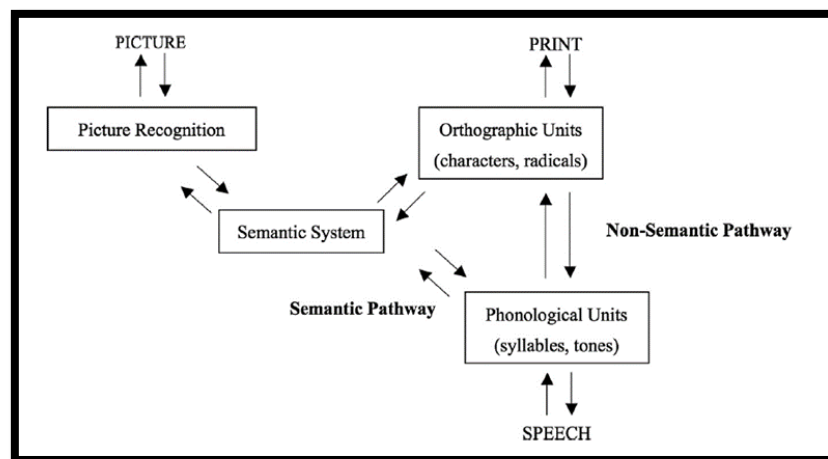 PICTURE
PRINT
Picture Recognition
Orthographic Units
(characters, radicals)
Semantic System
Non-Semantic Pathway
Semantic Pathway
Phonological Units
(syllables, tones)
SPEECH